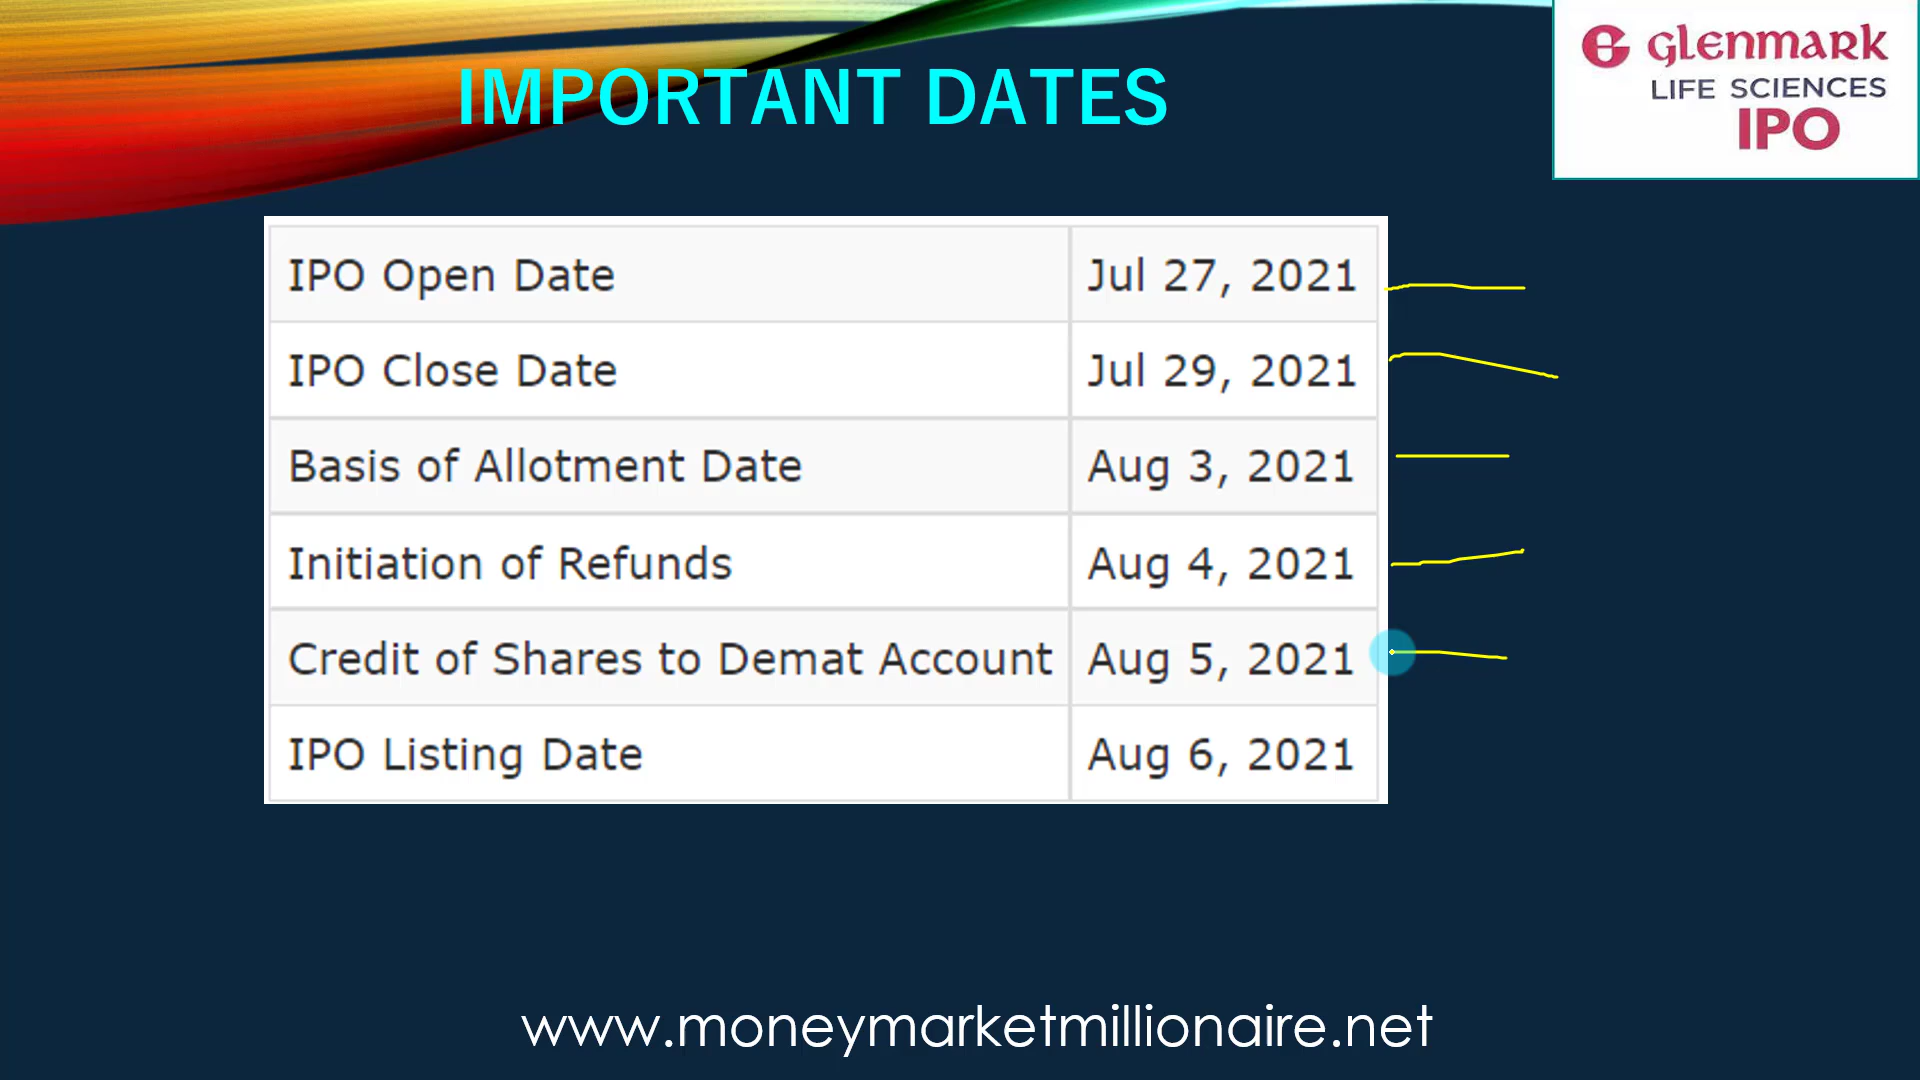 IMPORTANT DATES
GLENMARK
LIFE SCIENCES
IPO
IPO Open Date Jul 27, 2021
IPO Close Date Jul 29, 2021
Basis of Allotment Date Aug 3, 2021
Initiation of Refunds Aug 4, 2021
Credit of Shares to Demat Account Aug 5, 2021
IPO Listing Date Aug 6, 2021
www.moneymarketmillionaire.net